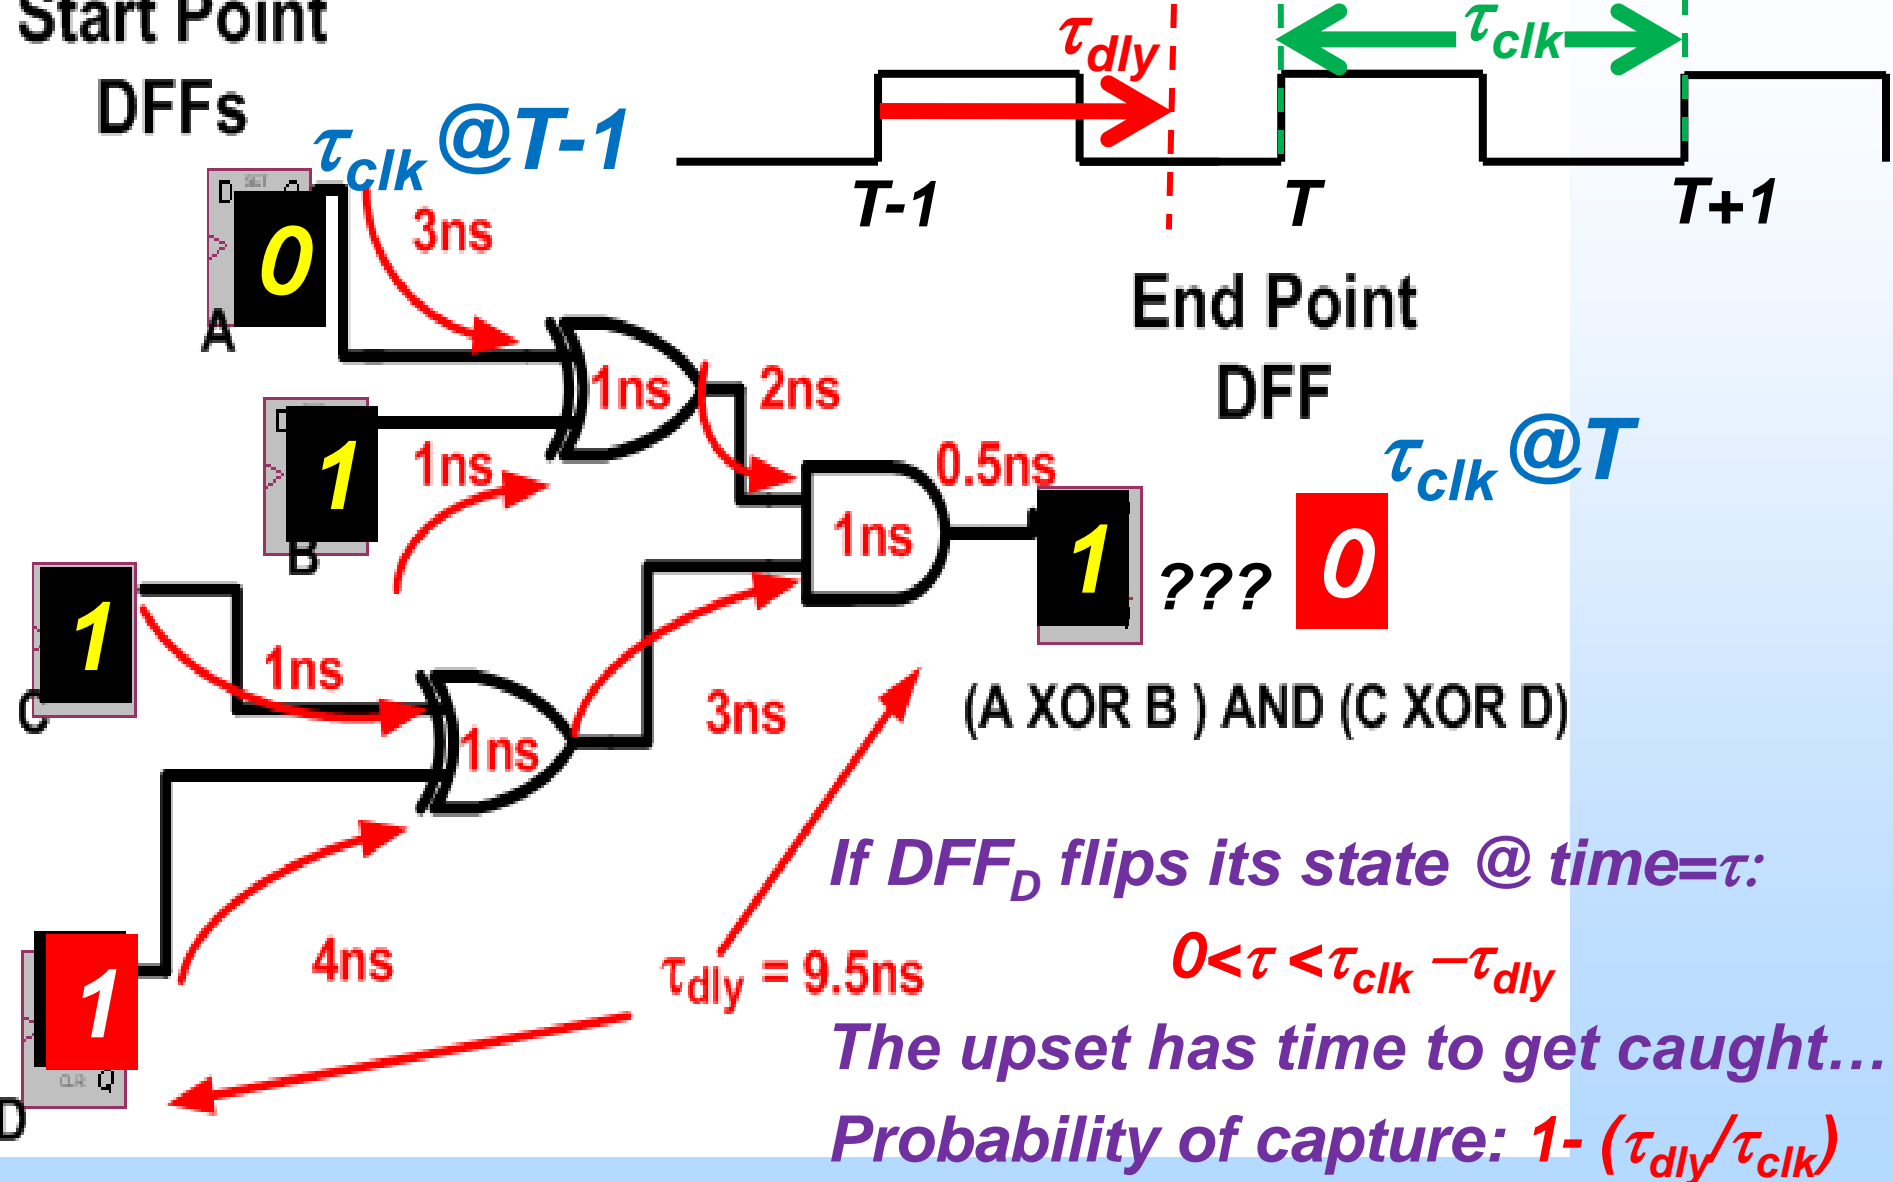 Start Point
DFFs
τclk @T-1
τdly
τclk
T-1
T
T+1
D
SET
Q
0
A
3ns
End Point
DFF
1ns
2ns
1
B
1ns
0.5ns
τclk @T
1ns
1
???
0
1
C
1ns
3ns
(A XOR B ) AND (C XOR D)
1ns
If DFFD flips its state @ time=τ:
4ns
τdly = 9.5ns
0<τ <τclk –τdly
1
CLR
Q
D
The upset has time to get caught…
Probability of capture: 1- (τdly/τclk)